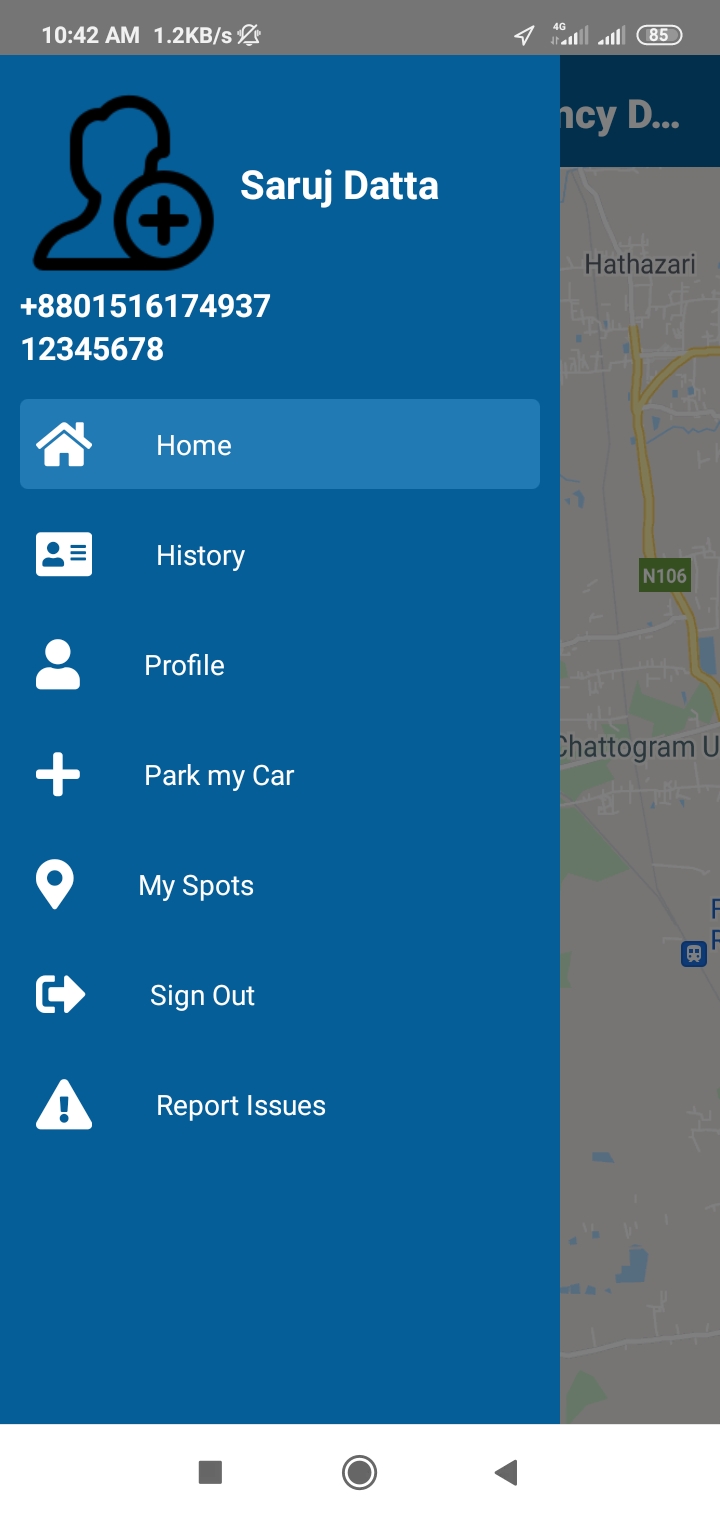 10:42 AM 1.2KB/s 4G 85
ncy D...
Saruj Datta
+8801516174937
12345678
Home
History
Profile
Park my Car
My Spots
Sign Out
Report Issues
Hathazari
N106
Chattogram U
F
R